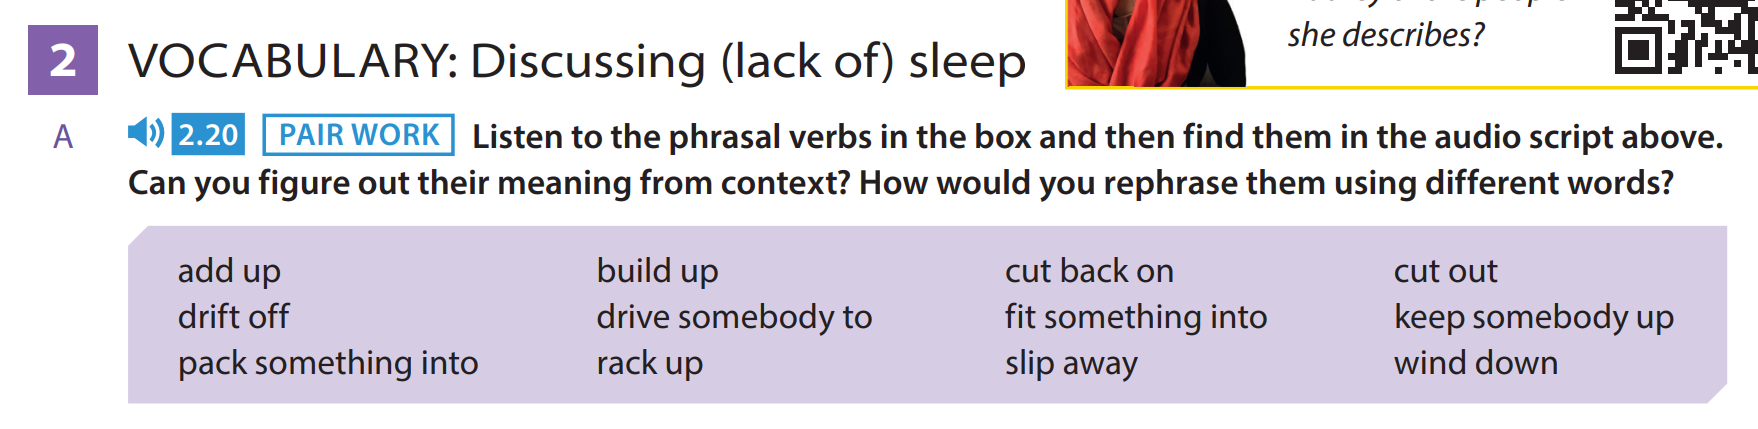 she describes?
2 VOCABULARY: Discussing (lack of) sleep
A 2.20 PAIR WORK Listen to the phrasal verbs in the box and then find them in the audio script above.
Can you figure out their meaning from context? How would you rephrase them using different words?
add up build up cut back on cut out
drift off drive somebody to fit something into keep somebody up
pack something into rack up slip away wind down